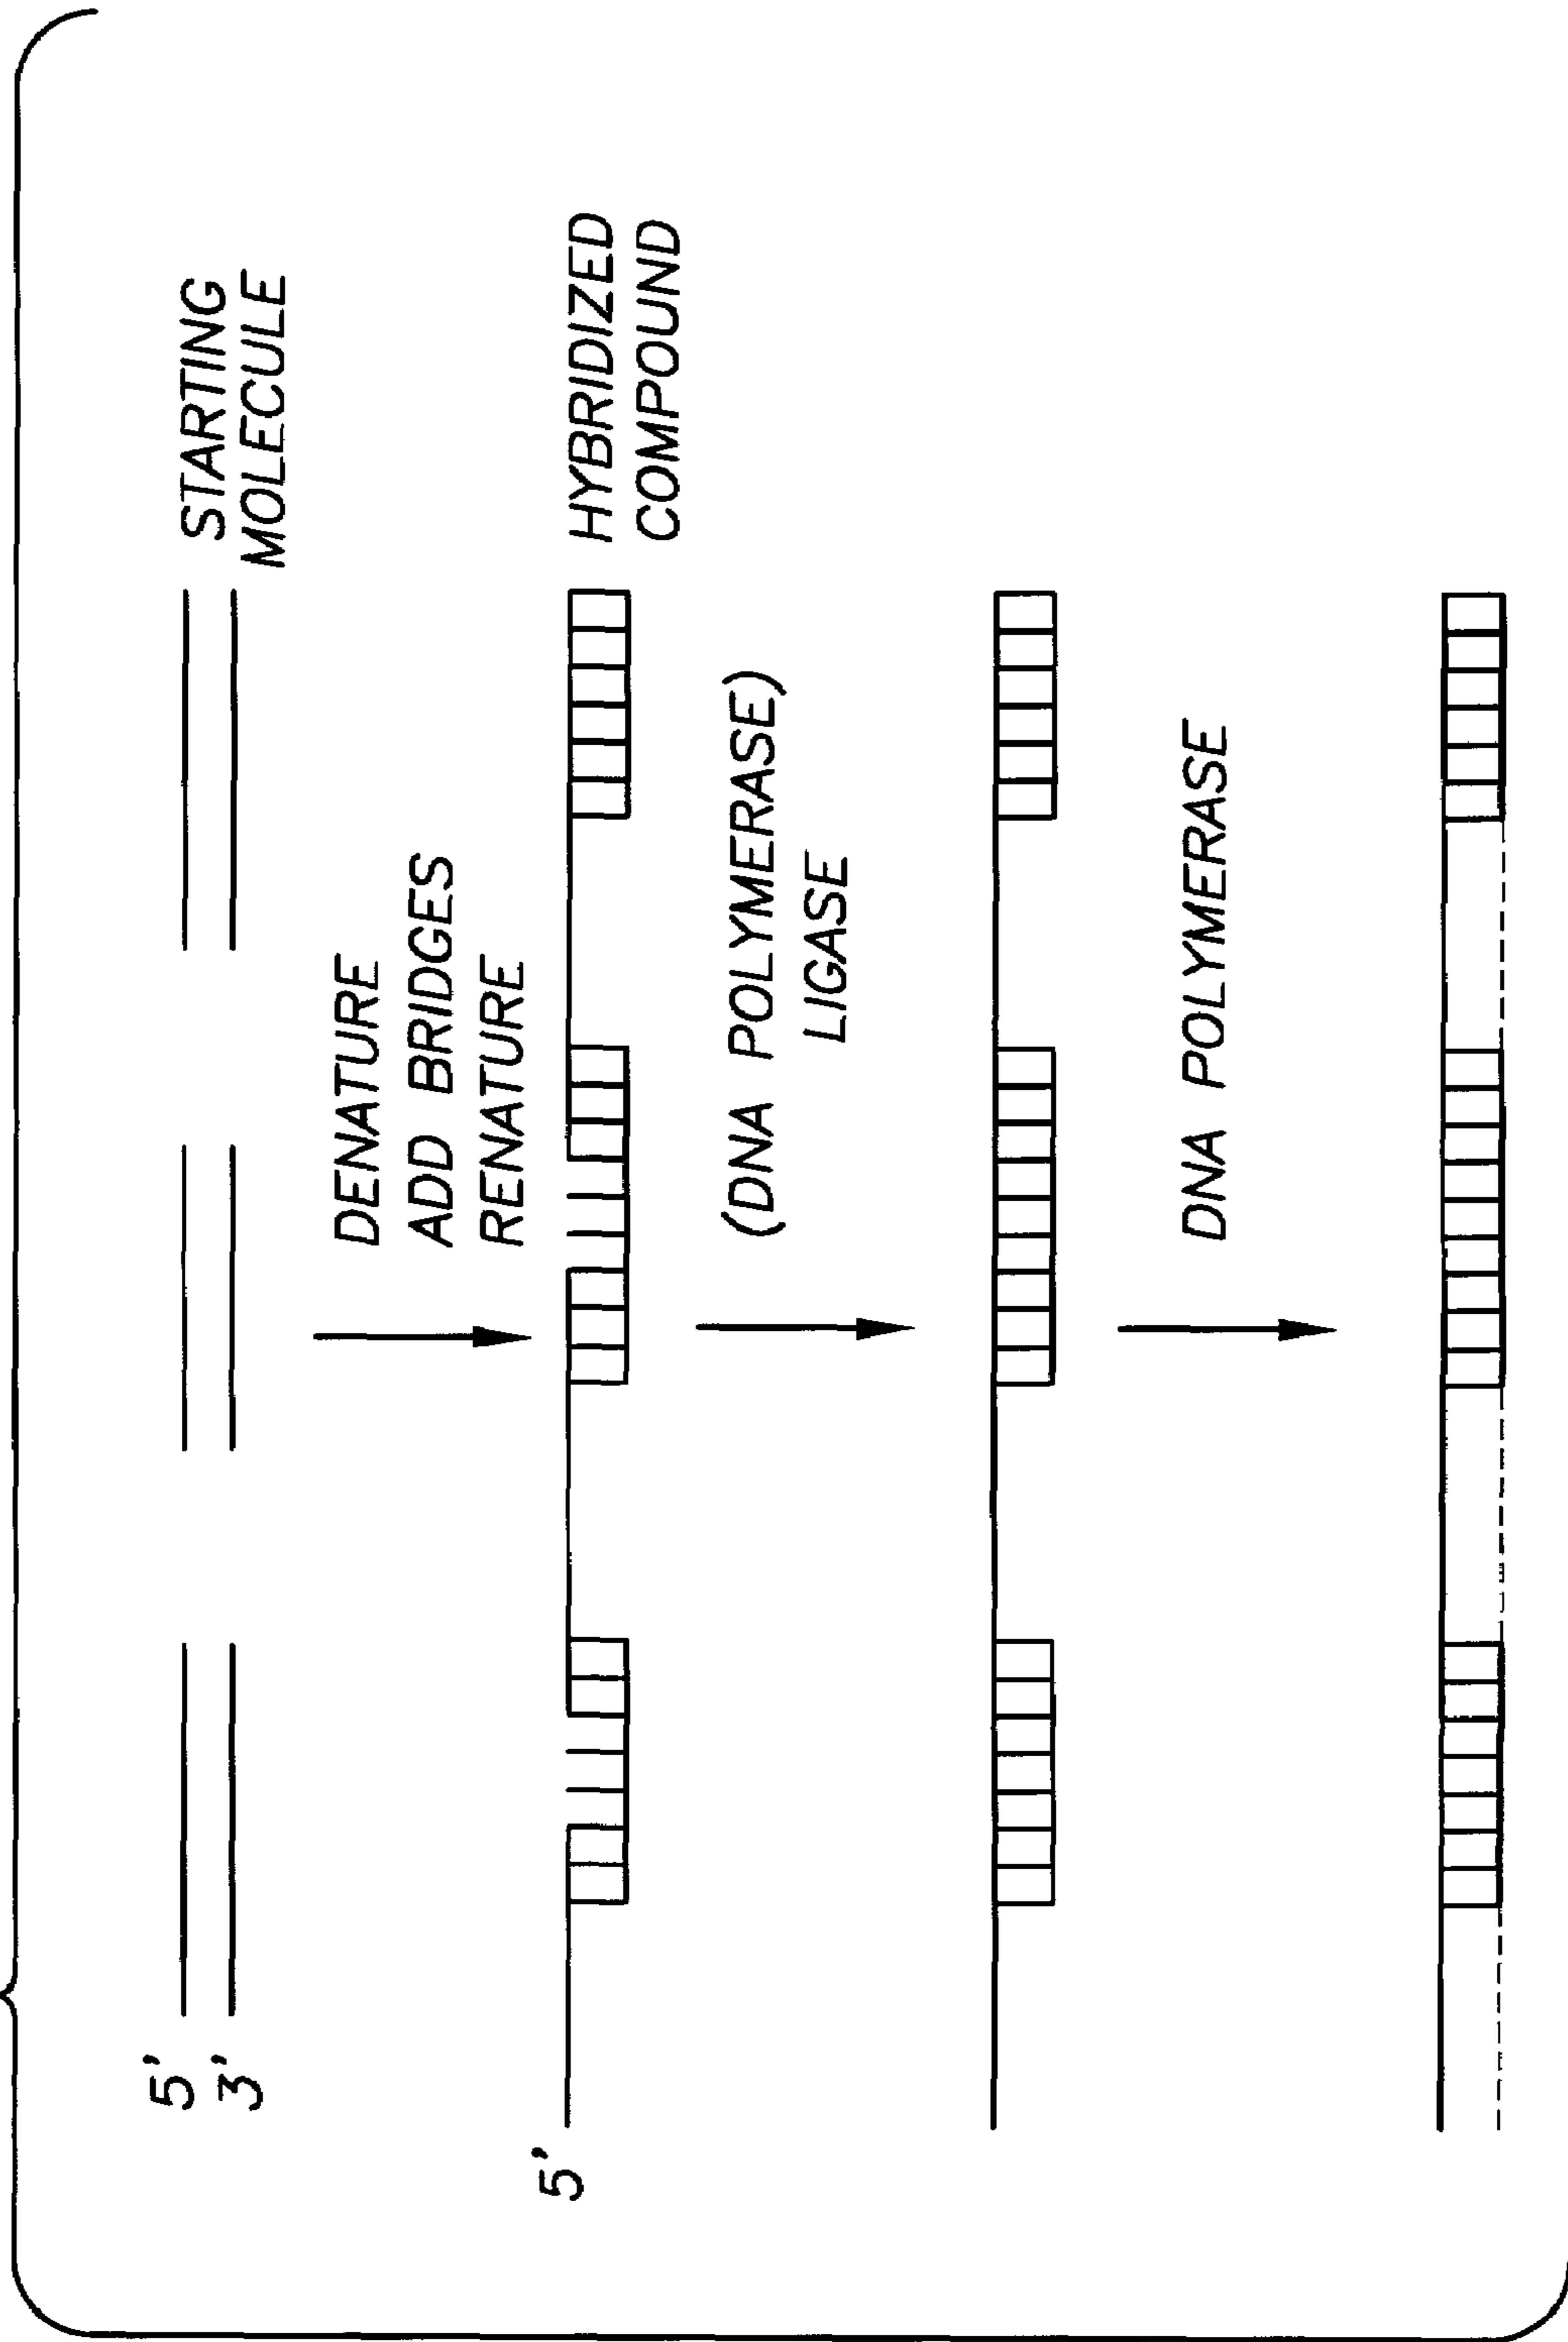 5'
3'
STARTING
MOLECULE
DENATURE
ADD BRIDGES
RENATURE
5'
HYBRIDIZED
COMPOUND
(DNA POLYMERASE)
LIGASE
DNA POLYMERASE